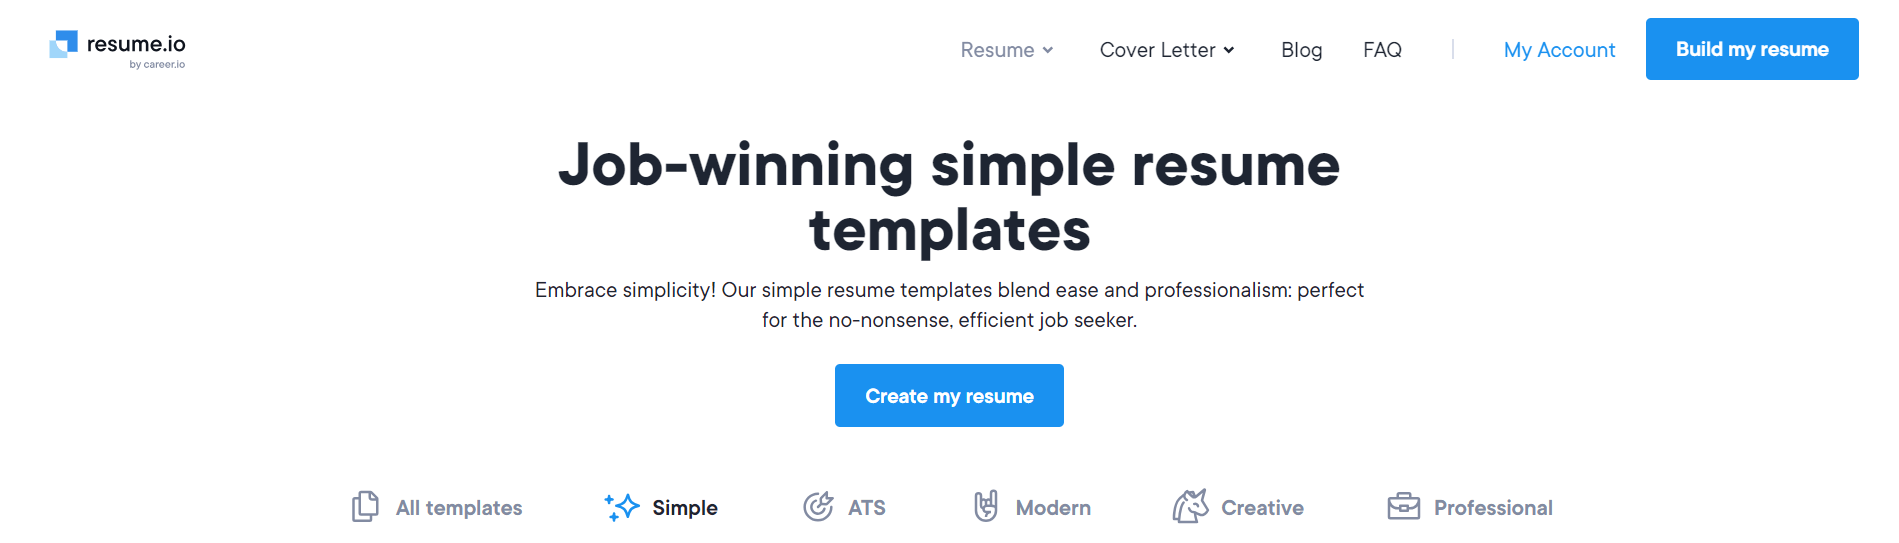 resume.io
by career.io
Resume
Cover Letter
Blog
FAQ
My Account
Build my resume
Job-winning simple resume
templates
Embrace simplicity! Our simple resume templates blend ease and professionalism: perfect
for the no-nonsense, efficient job seeker.
Create my resume
All templates
Simple
ATS
Modern
Creative
Professional